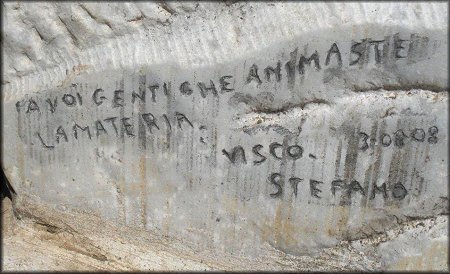 A VOI GENTI CHE ANIMASTE
LA MATERIA.
VISCO. 3·08·08
STEFANO